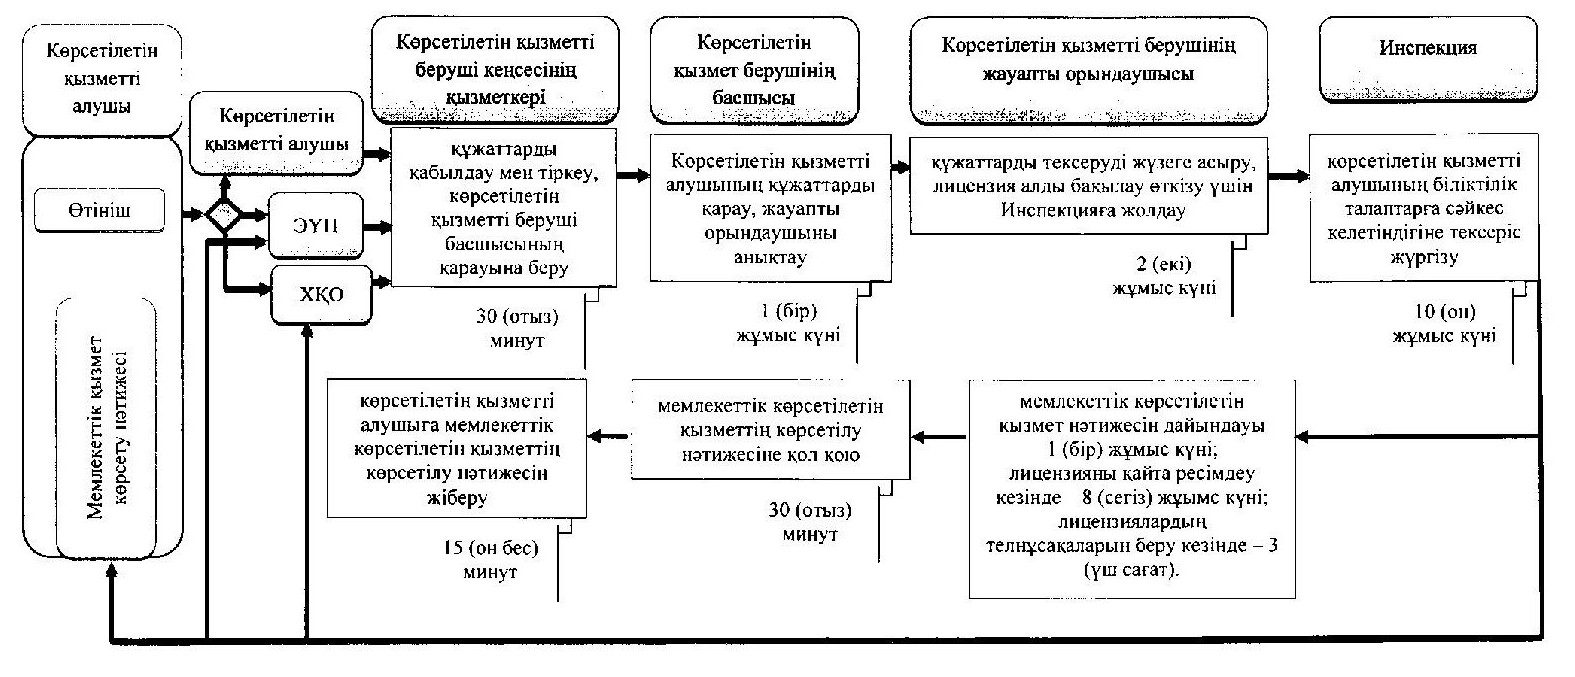 Көрсетілетін
қызметті
алушы
Көрсетілетін қызметті
беруші кеңсесінің
қызметкері
Көрсетілетін
қызмет берушінің
басшысы
Корсетілетін қызметті берушінің
жауапты орындаушысы
Инспекция
Көрсетілетін
қызметті алушы
Өтініш
ЭҮП
ХҚО
құжаттарды
қабылдау мен тіркеу,
көрсетілетін
қызметті беруші
басшысының
қарауына беру
30 (отыз)
минут
Корсетілетін қызметті
алушының құжаттарды
қарау, жауапты
орындаушыны
анықтау
1 (бір)
жұмыс күні
құжаттарды тексеруді жүзеге асыру,
лицензия алды бақылау өткізу үшін
Инспекцияға жолдау
2 (екі)
жұмыс күні
корсетілетін қызметті
алушының біліктілік
талаптарға сәйкес
келетіндігіне тексеріс
жүргізу
10 (он)
жұмыс күні
Мемлекеттік қызмет
көрсету нәтижесі
көрсетілетін қызметті
алушыға мемлекеттік
көрсетілетін қызметтің
көрсетілу нәтижесін
жіберу
15 (он бес)
минут
мемлекеттік көрсетілетін
қызметтің көрсетілу
нәтижесіне қол қою
30 (отыз)
минут
мемлекеттік көрсетілетін
қызмет нәтижесін дайындауы
1 (бір) жұмыс күні;
лицензияны қайта ресімдеу
кезінде – 8 (сегіз) жұымс күні;
лицензиялардың
телнұсақаларын беру кезінде – 3
(үш сағат).